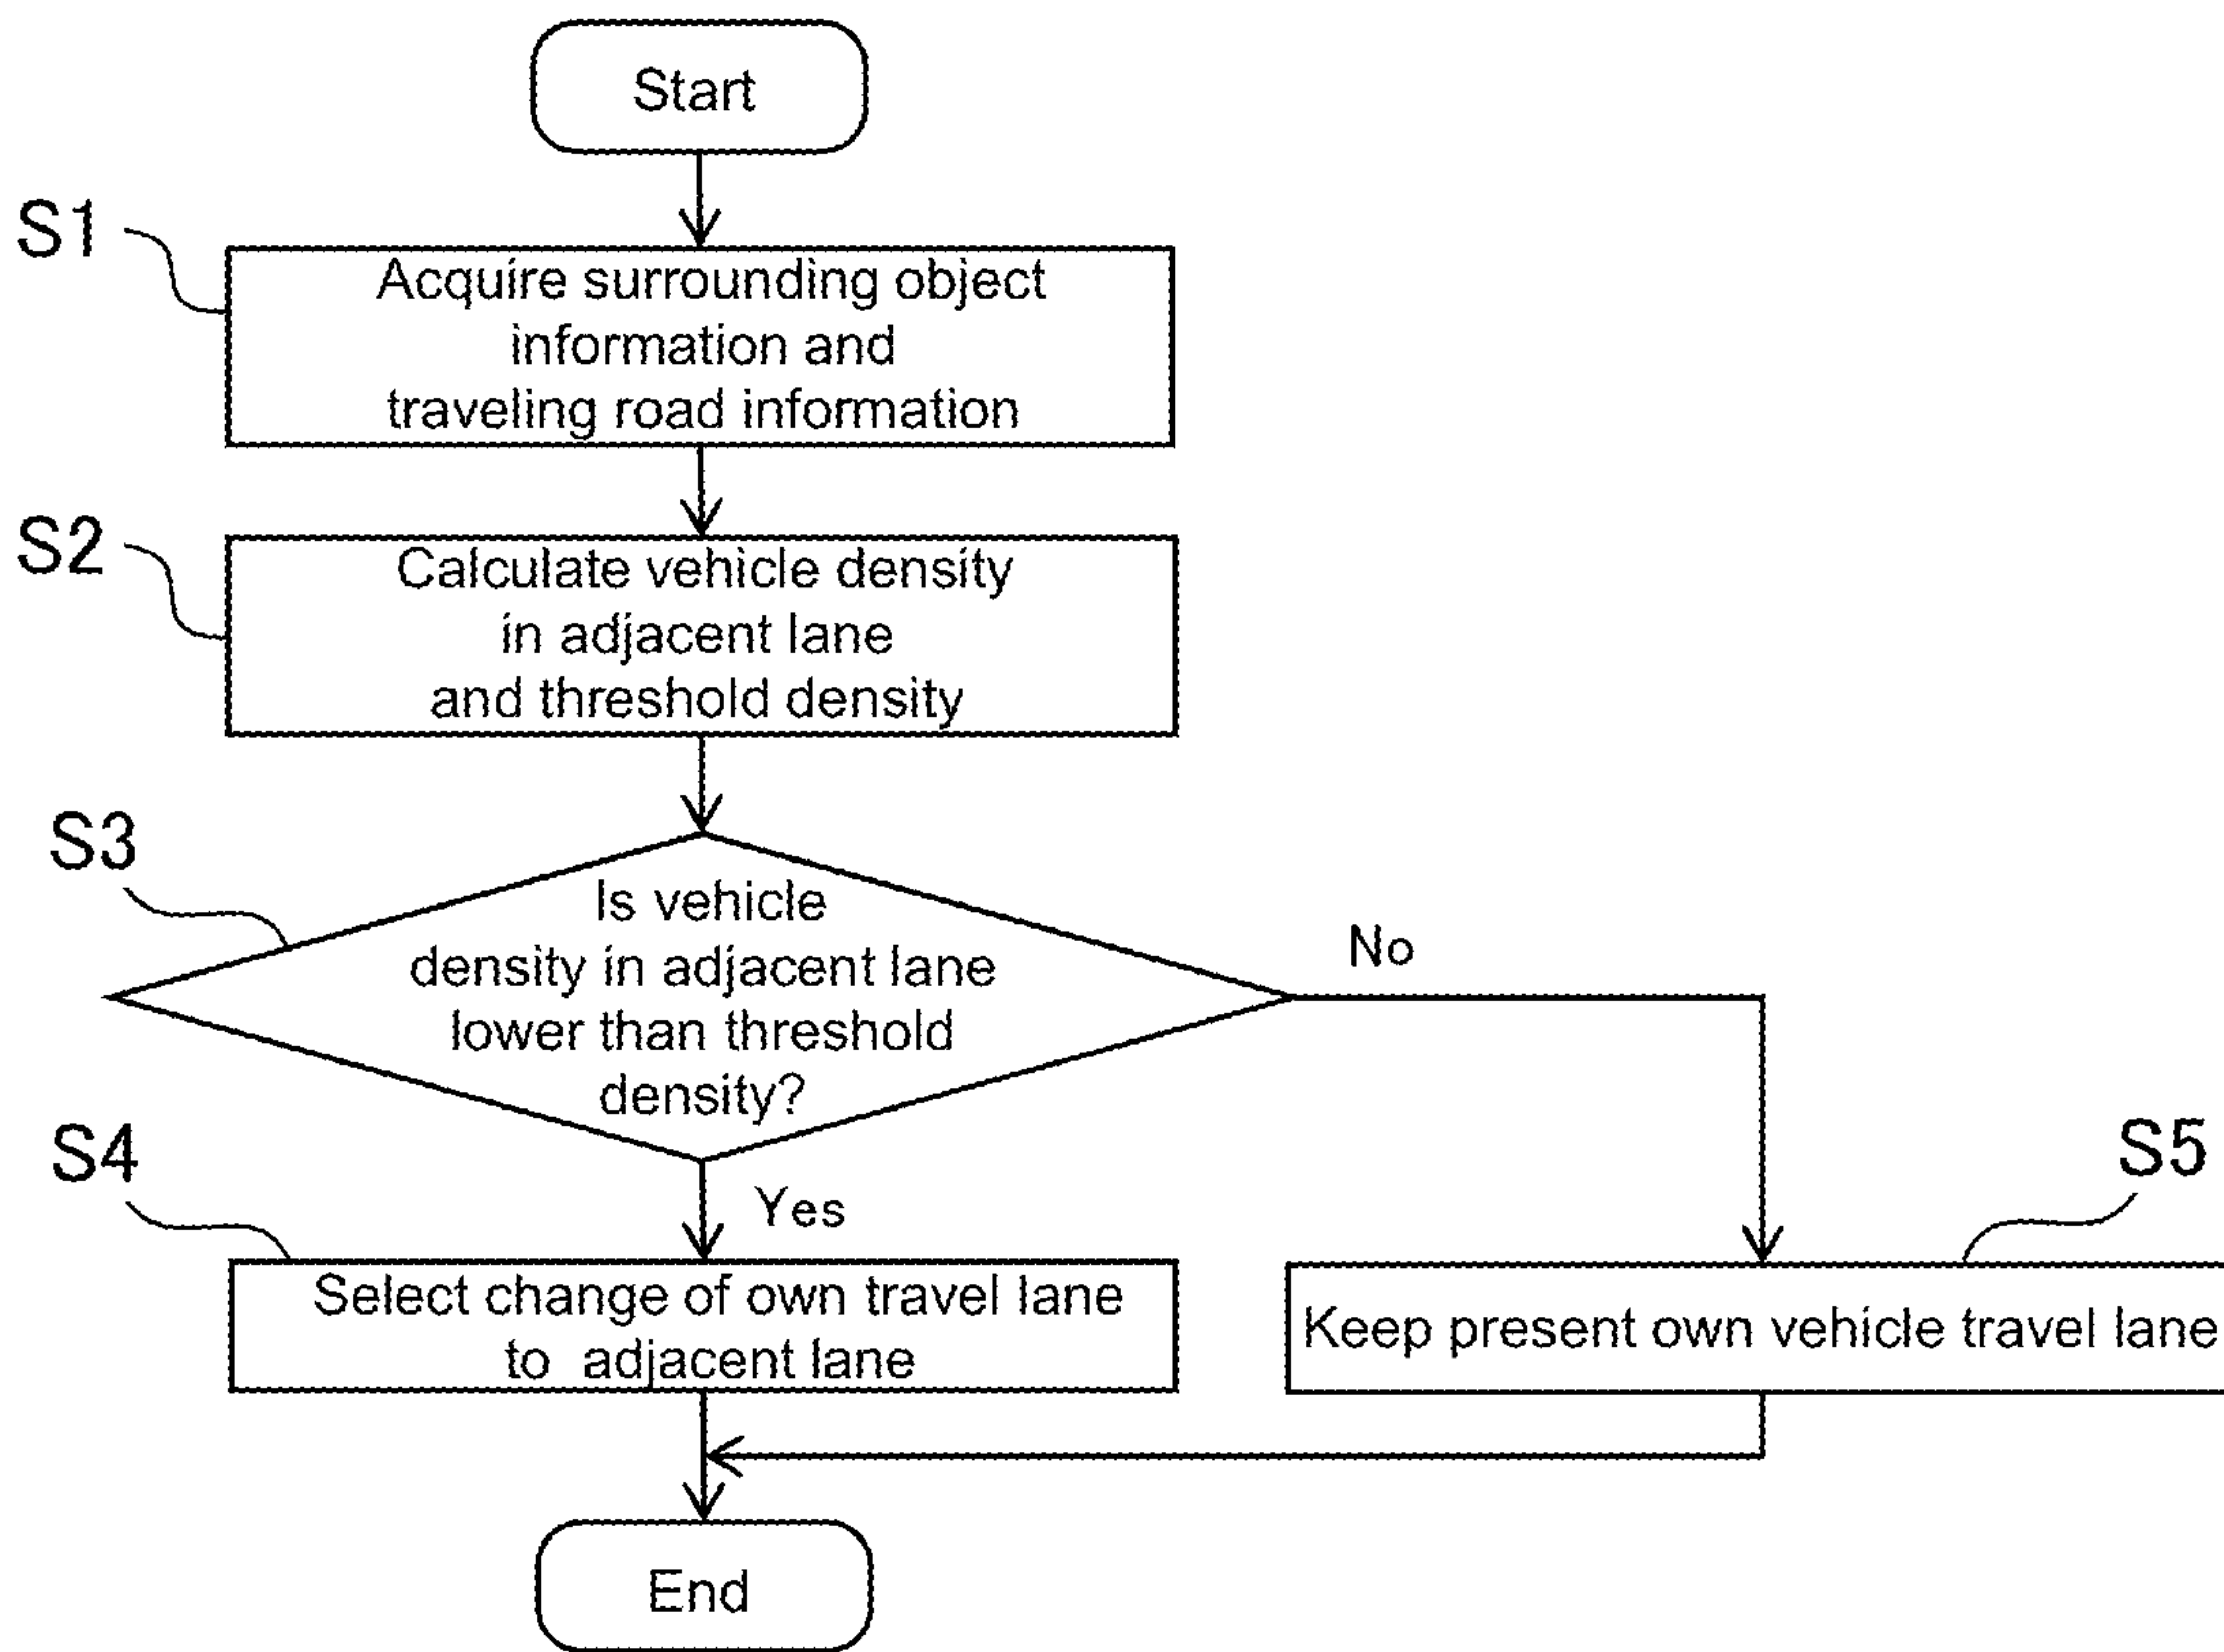 Start
S1
Acquire surrounding object
information and
traveling road information
S2
Calculate vehicle density
in adjacent lane
and threshold density
S3
Is vehicle
density in adjacent lane
lower than threshold
density?
No
Yes
S4
Select change of own travel lane
to adjacent lane
S5
Keep present own vehicle travel lane
End